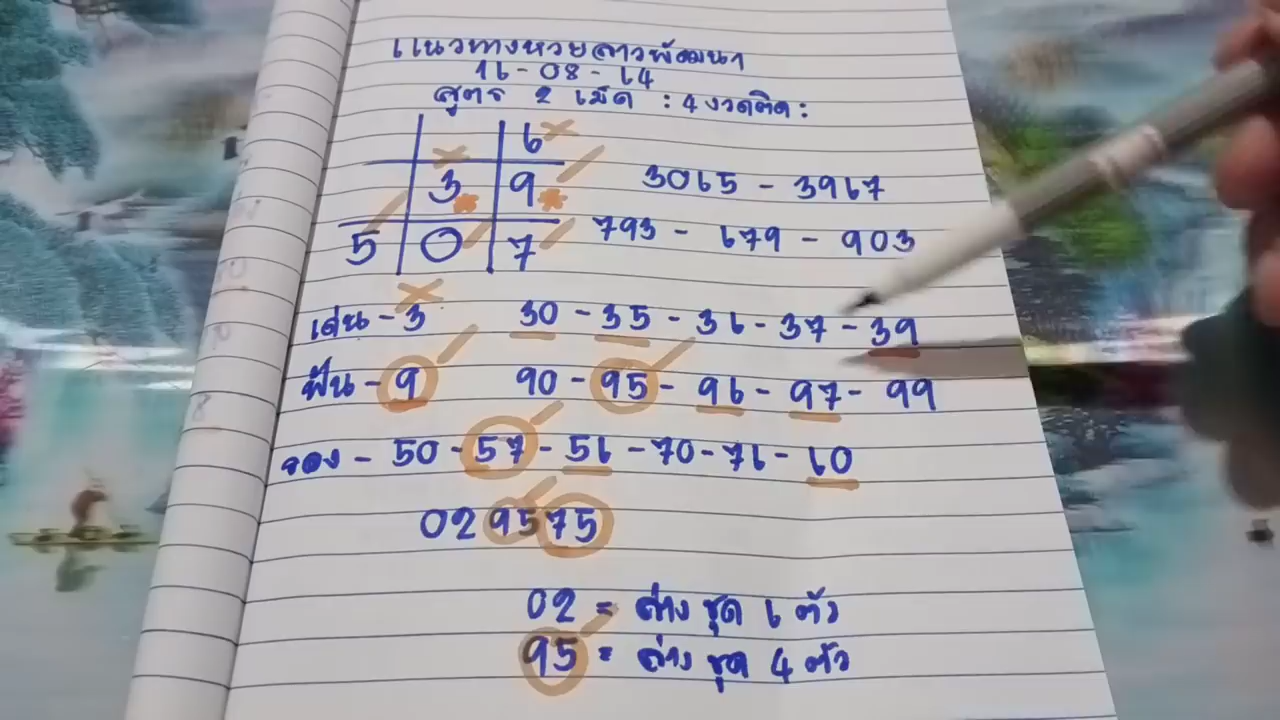 แนวทางหวยลาวพัฒนา
16-08-64
สูตร 2 เม็ด : 4 งวดติด :
6
3 9
5 0 7
3065 - 3967
793 - 679 - 903
เด่น - 3 30 - 35 - 36 - 37 - 39
ฟัน - 9 90 - 95 - 96 - 97 - 99
รอง - 50 - 57 - 56 - 70 - 76 - 60
029575
02 = ล่าง ชุด 6 ตัว
95 = ล่าง ชุด 4 ตัว